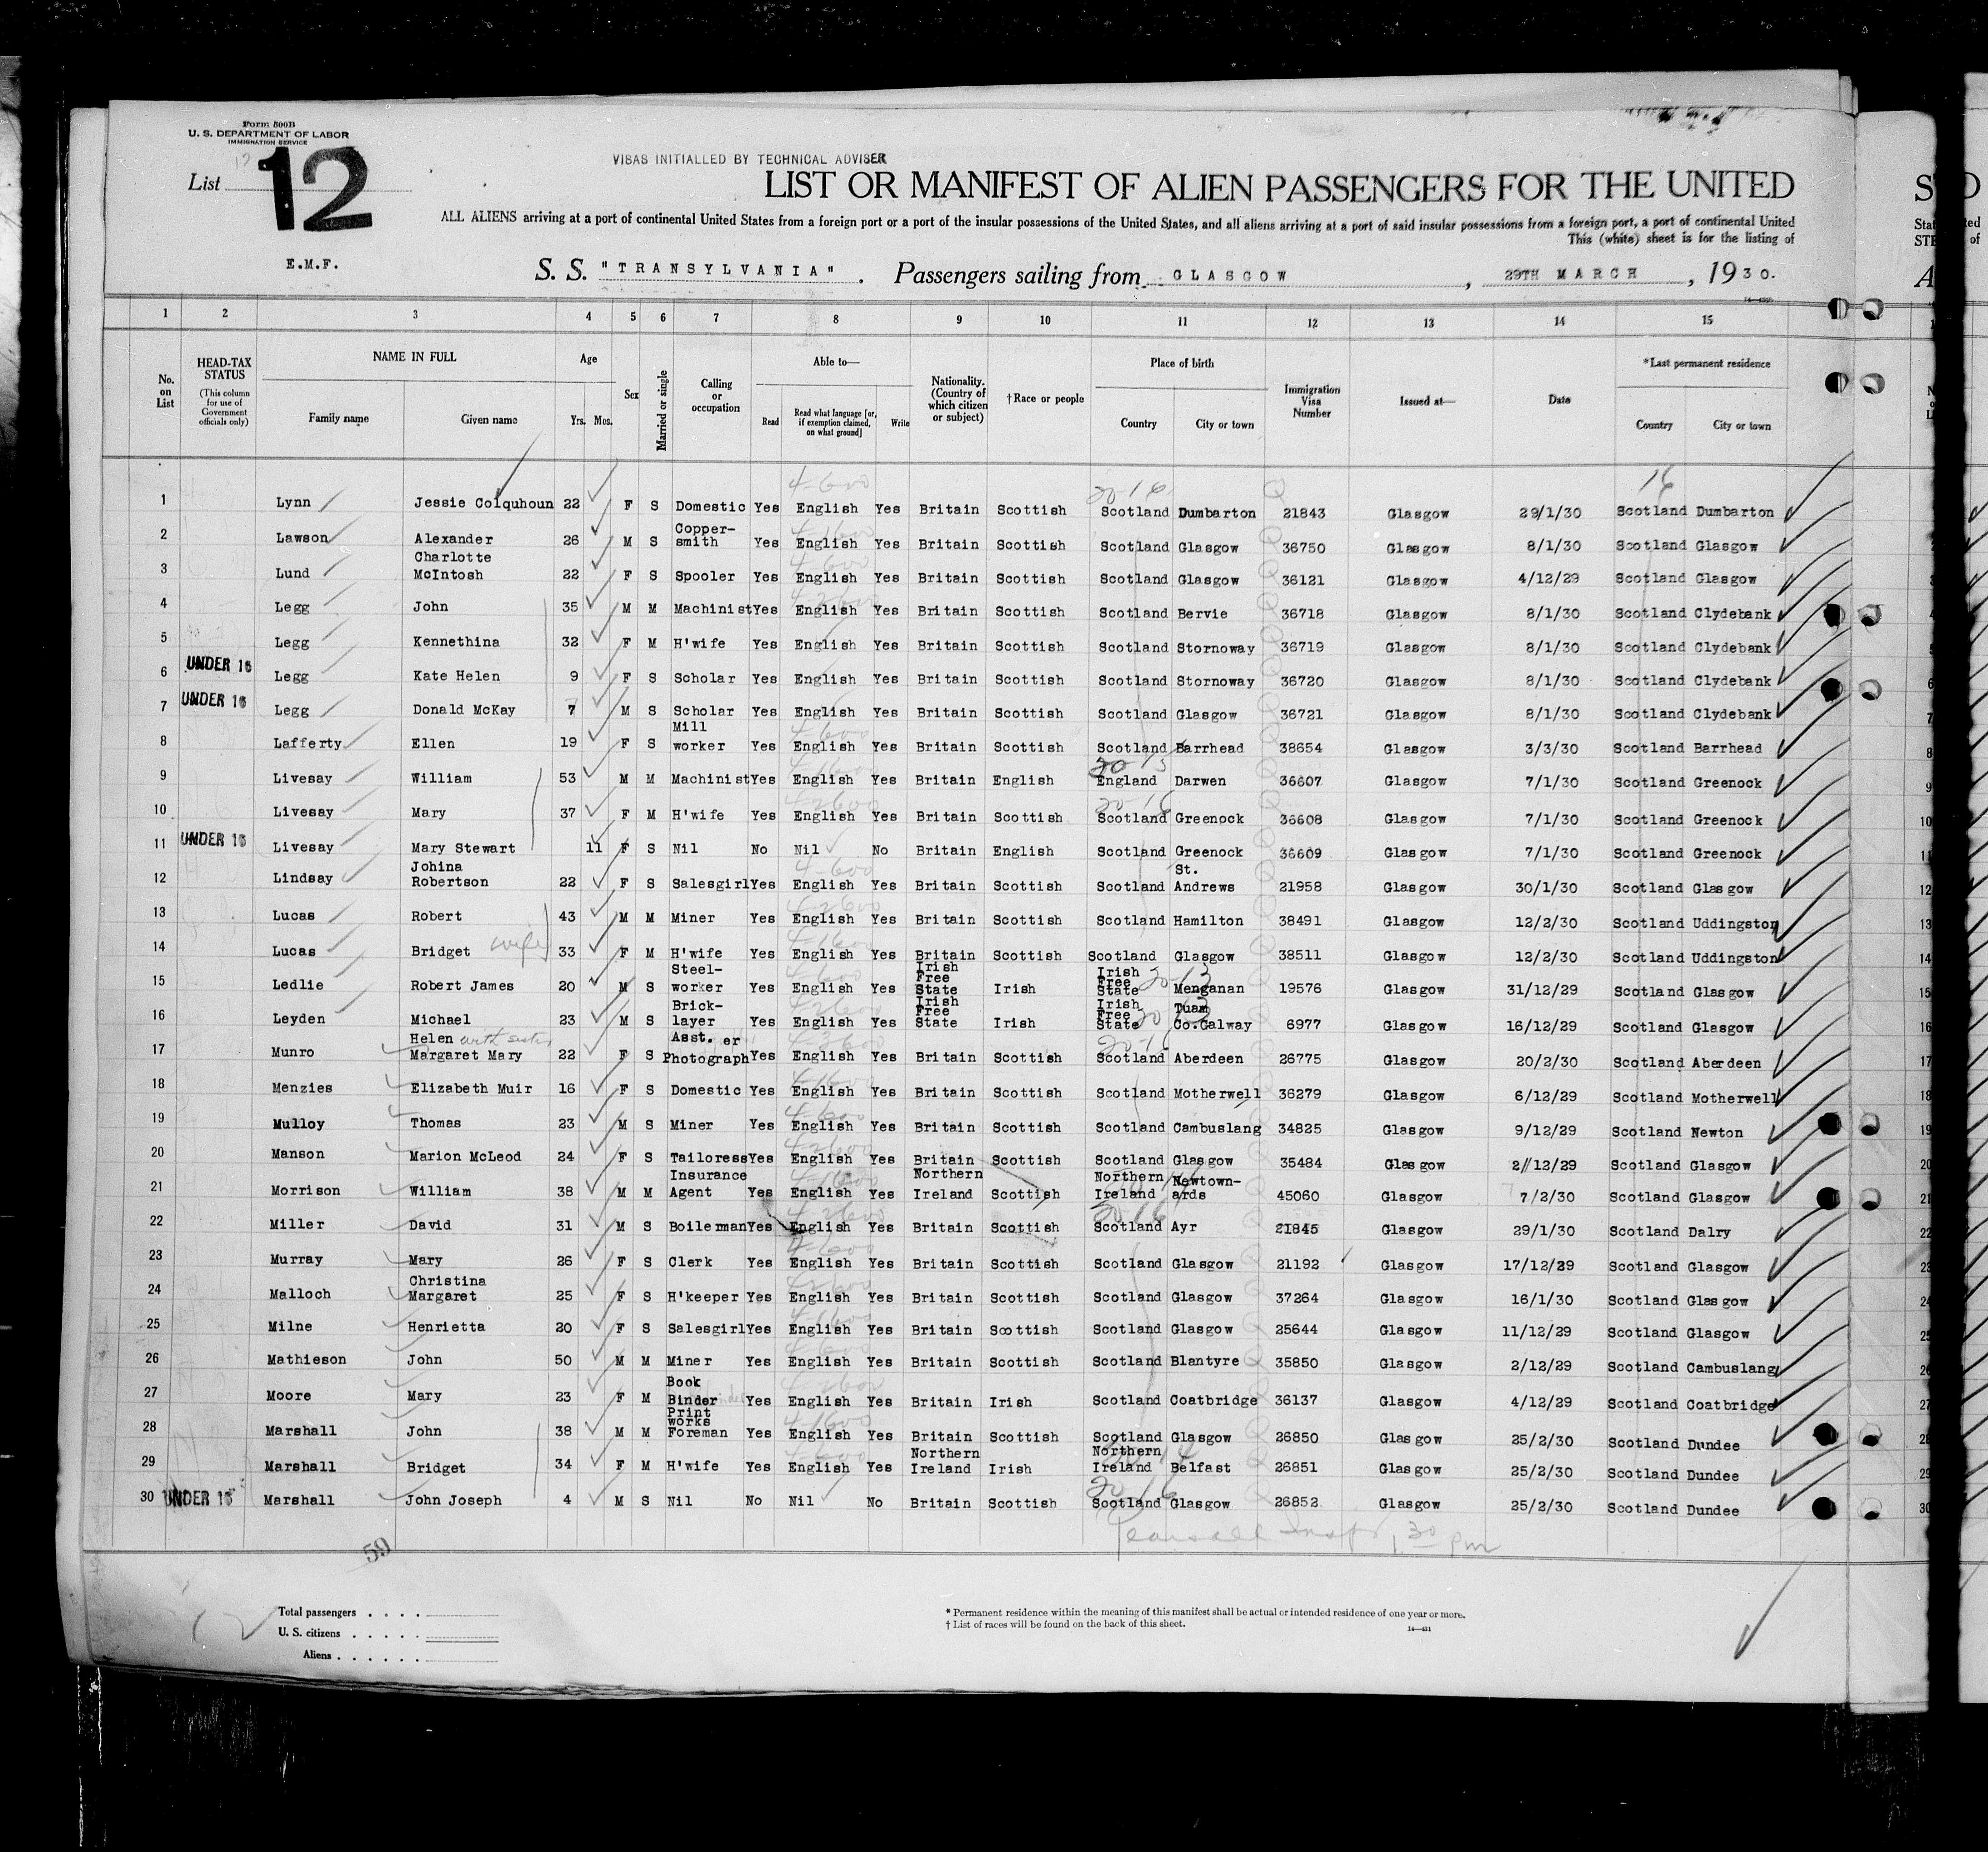 Form 500B
U. S. DEPARTMENT OF LABOR
IMMIGRATION SERVICE
List 12
VISAS INITIALLED BY TECHNICAL ADVISER
LIST OR MANIFEST OF ALIEN PASSENGERS FOR THE UNITED
ALL ALIENS arriving at a port of continental United States from a foreign port or a port of the insular possessions of the United States, and all aliens arriving at a port of said insular possessions from a foreign port, a port of continental United
This (white) sheet is for the listing of
E.M.F.
S. S. "TRANSYLVANIA". Passengers sailing from GLASGOW, 29TH MARCH, 1930.
1 2 3 4 5 6 7 8 9 10 11 12 13 14 15
No. on List
HEAD-TAX STATUS (This column for use of Government officials only)
NAME IN FULL Family name Given name
Age Yrs. Mos.
Sex
Married or single
Calling or occupation
Able to— Read Read what language [or, if exemption claimed, on what ground] Write
Nationality. (Country of which citizen or subject)
†Race or people
Place of birth Country City or town
Immigration Visa Number
Issued at—
Date
*Last permanent residence Country City or town
4-600 20-16 16
1 Lynn Jessie Colquhoun 22 F S Domestic Yes English Yes Britain Scottish Scotland Dumbarton 21843 Glasgow 29/1/30 Scotland Dumbarton
2 Lawson Alexander 26 M S Copper-smith Yes English Yes Britain Scottish Scotland Glasgow 36750 Glasgow 8/1/30 Scotland Glasgow
3 Lund Charlotte McIntosh 22 F S Spooler Yes English Yes Britain Scottish Scotland Glasgow 36121 Glasgow 4/12/29 Scotland Glasgow
4 Legg John 35 M M Machinist Yes English Yes Britain Scottish Scotland Bervie 36718 Glasgow 8/1/30 Scotland Clydebank
5 Legg Kennethina 32 F M H'wife Yes English Yes Britain Scottish Scotland Stornoway 36719 Glasgow 8/1/30 Scotland Clydebank
6 UNDER 16 Legg Kate Helen 9 F S Scholar Yes English Yes Britain Scottish Scotland Stornoway 36720 Glasgow 8/1/30 Scotland Clydebank
7 UNDER 16 Legg Donald McKay 7 M S Scholar Yes English Yes Britain Scottish Scotland Glasgow 36721 Glasgow 8/1/30 Scotland Clydebank
8 Lafferty Ellen 19 F S Mill worker Yes English Yes Britain Scottish Scotland Barrhead 38654 Glasgow 3/3/30 Scotland Barrhead
9 Livesay William 53 M M Machinist Yes English Yes Britain English England Darwen 36607 Glasgow 7/1/30 Scotland Greenock
10 Livesay Mary 37 F M H'wife Yes English Yes Britain Scottish Scotland Greenock 36608 Glasgow 7/1/30 Scotland Greenock
11 UNDER 16 Livesay Mary Stewart 11 F S Nil No Nil No Britain English Scotland Greenock 36609 Glasgow 7/1/30 Scotland Greenock
12 Lindsay Johina Robertson 22 F S Salesgirl Yes English Yes Britain Scottish Scotland St. Andrews 21958 Glasgow 30/1/30 Scotland Glasgow
13 Lucas Robert 43 M M Miner Yes English Yes Britain Scottish Scotland Hamilton 38491 Glasgow 12/2/30 Scotland Uddingston
14 Lucas Bridget wife 33 F M H'wife Yes English Yes Britain Scottish Scotland Glasgow 38511 Glasgow 12/2/30 Scotland Uddingston
15 Ledlie Robert James 20 M S Steel-worker Yes English Yes Irish Free State Irish Irish Free State Menganan 19576 Glasgow 31/12/29 Scotland Glasgow
16 Leyden Michael 23 M S Brick-layer Yes English Yes Irish Free State Irish Irish Free State Tuam Co.Galway 6977 Glasgow 16/12/29 Scotland Glasgow
17 Munro Helen Margaret Mary with sister 22 F S Asst. Photographer Yes English Yes Britain Scottish Scotland Aberdeen 26775 Glasgow 20/2/30 Scotland Aberdeen
18 Menzies Elizabeth Muir 16 F S Domestic Yes English Yes Britain Scottish Scotland Motherwell 36279 Glasgow 6/12/29 Scotland Motherwell
19 Mulloy Thomas 23 M S Miner Yes English Yes Britain Scottish Scotland Cambuslang 34825 Glasgow 9/12/29 Scotland Newton
20 Manson Marion McLeod 24 F S Tailoress Yes English Yes Britain Scottish Scotland Glasgow 35484 Glasgow 2/12/29 Scotland Glasgow
21 Morrison William 38 M M Insurance Agent Yes English Yes Northern Ireland Scottish Northern Ireland Newtown-ards 45060 Glasgow 7/2/30 Scotland Glasgow
22 Miller David 31 M S Boilerman Yes English Yes Britain Scottish Scotland Ayr 21845 Glasgow 29/1/30 Scotland Dalry
23 Murray Mary 26 F S Clerk Yes English Yes Britain Scottish Scotland Glasgow 21192 Glasgow 17/12/29 Scotland Glasgow
24 Malloch Christina Margaret 25 F S H'keeper Yes English Yes Britain Scottish Scotland Glasgow 37264 Glasgow 16/1/30 Scotland Glasgow
25 Milne Henrietta 20 F S Salesgirl Yes English Yes Britain Scottish Scotland Glasgow 25644 Glasgow 11/12/29 Scotland Glasgow
26 Mathieson John 50 M M Miner Yes English Yes Britain Scottish Scotland Blantyre 35850 Glasgow 2/12/29 Scotland Cambuslang
27 Moore Mary 23 F M Book Binder Yes English Yes Britain Irish Scotland Coatbridge 36137 Glasgow 4/12/29 Scotland Coatbridge
28 Marshall John 38 M M Print works Foreman Yes English Yes Britain Scottish Scotland Glasgow 26850 Glasgow 25/2/30 Scotland Dundee
29 Marshall Bridget 34 F M H'wife Yes English Yes Northern Ireland Irish Northern Ireland Belfast 26851 Glasgow 25/2/30 Scotland Dundee
30 UNDER 16 Marshall John Joseph 4 M S Nil No Nil No Britain Scottish Scotland Glasgow 26852 Glasgow 25/2/30 Scotland Dundee
1 30 pm
59
Total passengers
U. S. citizens
Aliens
* Permanent residence within the meaning of this manifest shall be actual or intended residence of one year or more.
† List of races will be found on the back of this sheet.